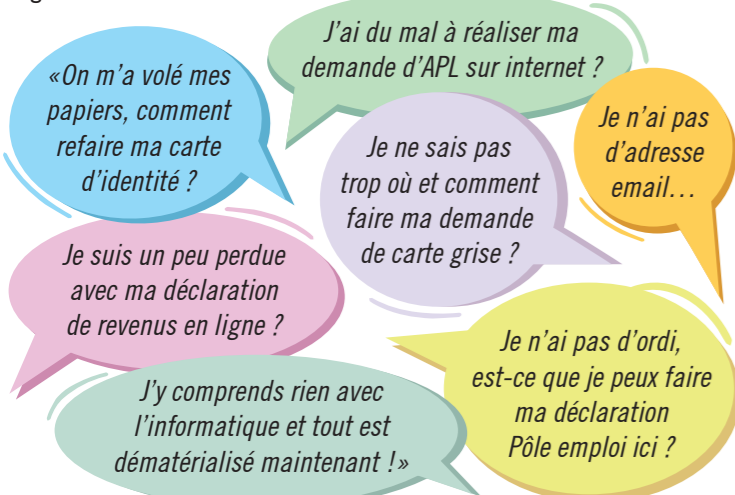 «On m'a volé mes
papiers, comment
refaire ma carte
d'identité ?
J'ai du mal à réaliser ma
demande d'APL sur internet ?
Je ne sais pas
trop où et comment
faire ma demande
de carte grise ?
Je n'ai pas
d'adresse
email...
Je suis un peu perdue
avec ma déclaration
de revenus en ligne ?
Je n'ai pas d'ordi,
est-ce que je peux faire
ma déclaration
Pôle emploi ici ?
J'y comprends rien avec
l'informatique et tout est
dématérialisé maintenant !»